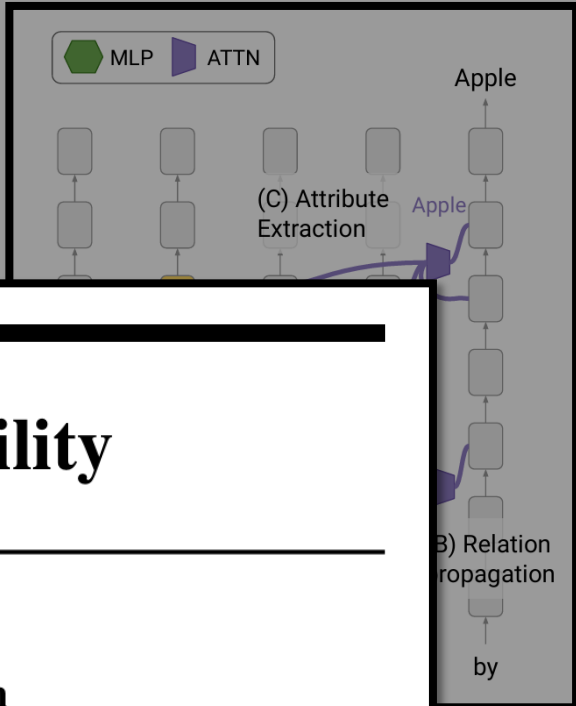 MLP
ATTN
Apple
(C) Attribute
Extraction
Apple
ility
B) Relation
ropagation
by